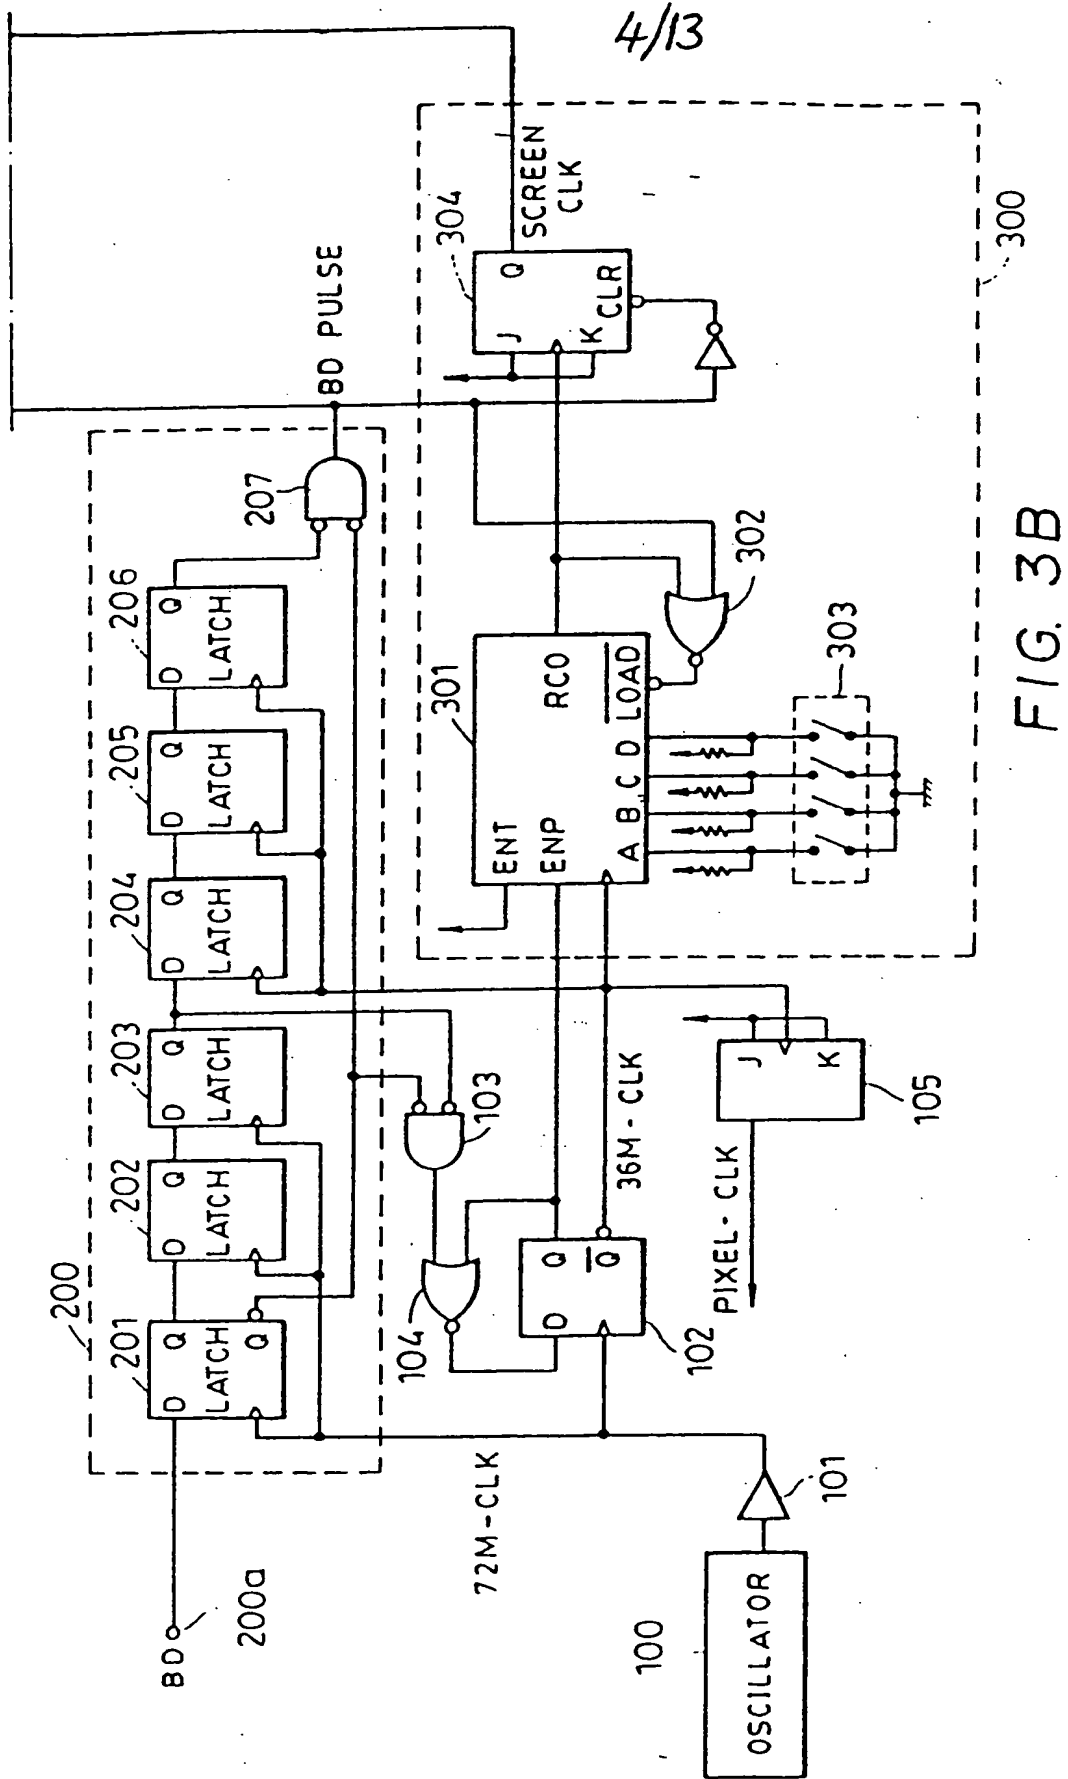 4/13
200
201
D Q
LATCH
Q
202
D Q
LATCH
203
D Q
LATCH
204
D Q
LATCH
205
D Q
LATCH
206
D Q
LATCH
207
BD PULSE
BD
200a
72M-CLK
104
103
102
D Q
Q
36M-CLK
100
OSCILLATOR
101
PIXEL-CLK
105
J
K
301
ENT
ENP
RCO
A B C D LOAD
302
303
304
J Q
K
CLR
SCREEN
CLK
300
FIG. 3B